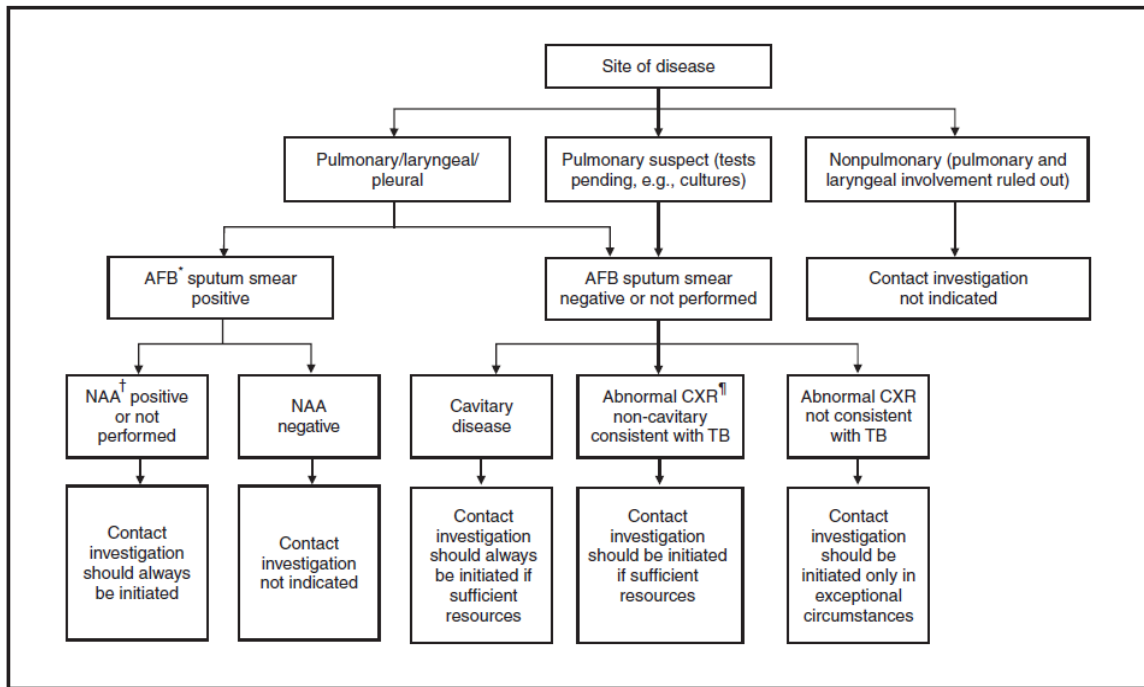 Site of disease
Pulmonary/laryngeal/
pleural
Pulmonary suspect (tests
pending, e.g., cultures)
Nonpulmonary (pulmonary and
laryngeal involvement ruled out)
AFB* sputum smear
positive
AFB sputum smear
negative or not performed
Contact investigation
not indicated
NAA† positive
or not
performed
NAA
negative
Cavitary
disease
Abnormal CXR¶
non-cavitary
consistent with TB
Abnormal CXR
not consistent
with TB
Contact
investigation
should always
be initiated
Contact
investigation
not indicated
Contact
investigation
should always
be initiated if
sufficient
resources
Contact
investigation
should be initiated
if sufficient
resources
Contact
investigation
should be
initiated only in
exceptional
circumstances